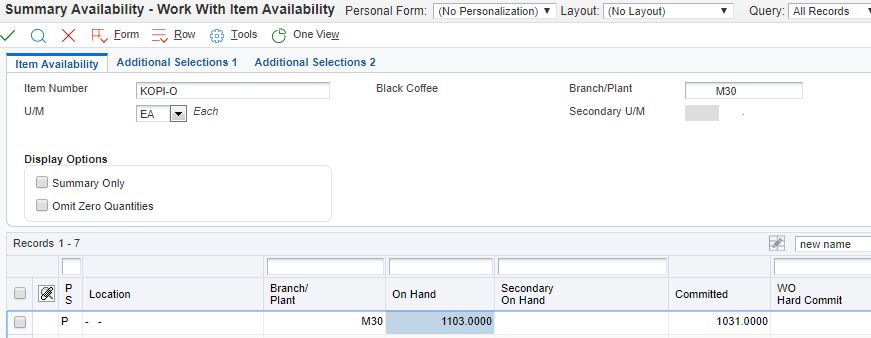 Summary Availability - Work With Item Availability Personal Form: (No Personalization) Layout: (No Layout) Query: All Records
Form Row Tools One View
Item Availability Additional Selections 1 Additional Selections 2
Item Number KOPI-O Black Coffee Branch/Plant M30
U/M EA Each Secondary U/M .
Display Options
Summary Only
Omit Zero Quantities
Records 1 - 7 new name
P S Location Branch/ Plant On Hand Secondary On Hand Committed WO Hard Commit
P - - M30 1103.0000 1031.0000